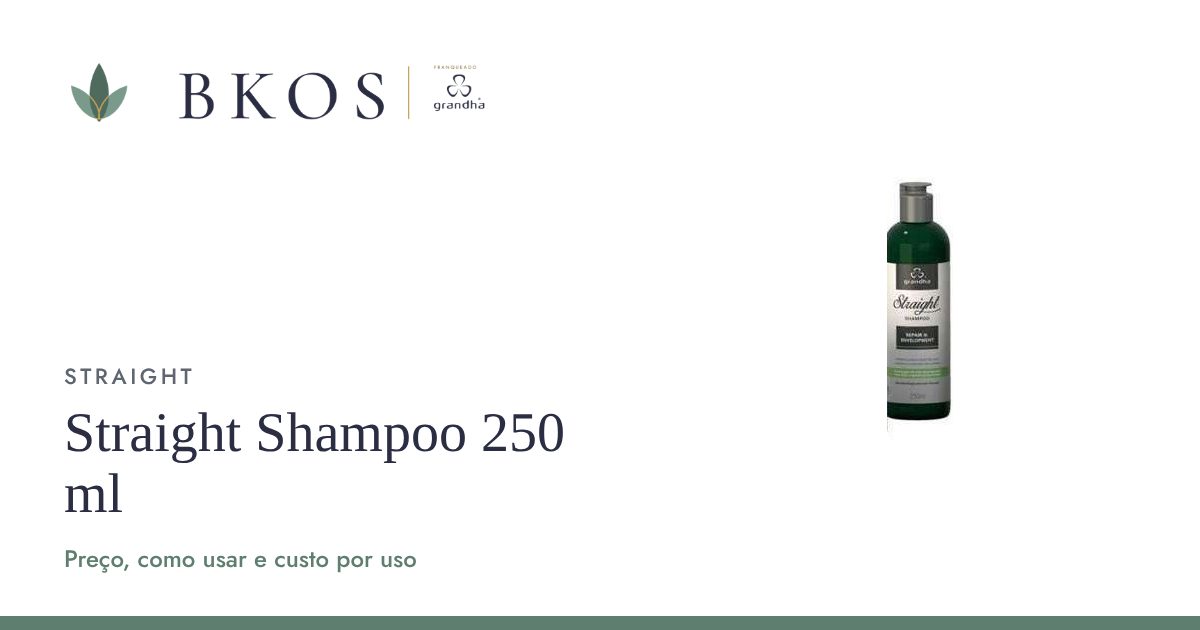 BKOS
FRANQUEADO
grandha
grandha
Straight
SHAMPOO
REPAIR &
DEVELOPMENT
250ml
STRAIGHT
Straight Shampoo 250
ml
Preço, como usar e custo por uso